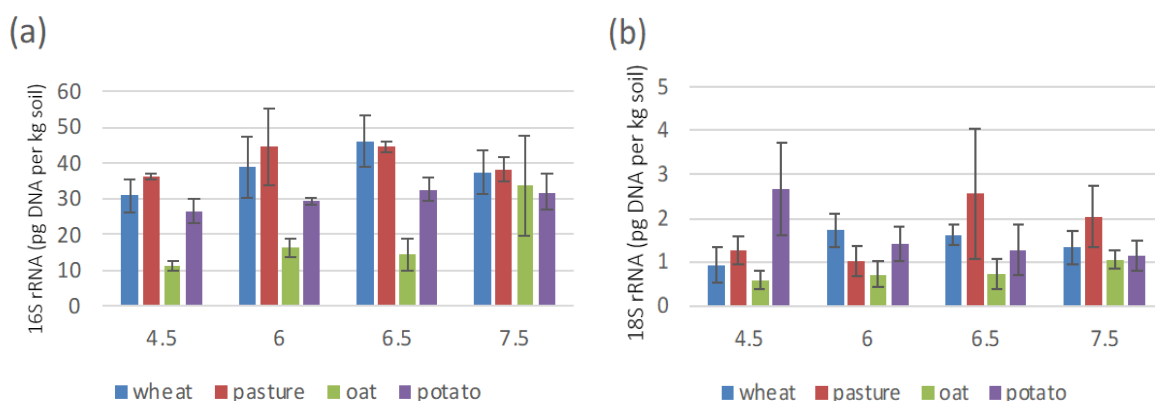 (a)
16S rRNA (pg DNA per kg soil)
60
50
40
30
20
10
0
4.5 6 6.5 7.5
wheat pasture oat potato
(b)
18S rRNA (pg DNA per kg soil)
5
4
3
2
1
0
4.5 6 6.5 7.5
wheat pasture oat potato